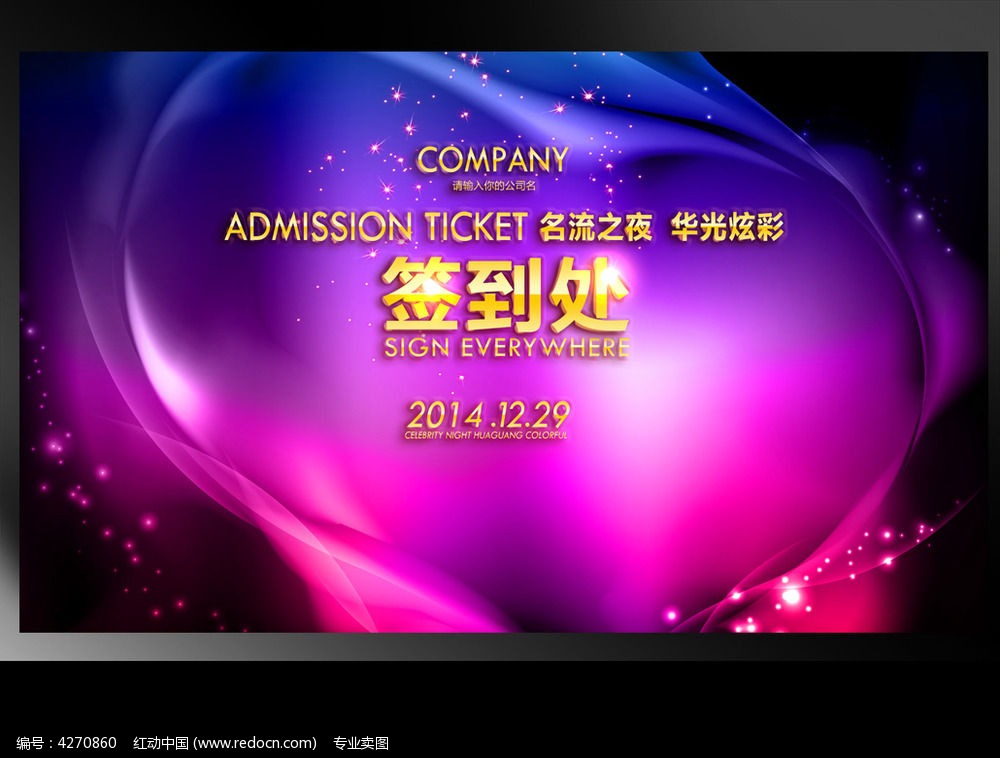 COMPANY
请输入你的公司名
ADMISSION TICKET 名流之夜 华光炫彩
签到处
SIGN EVERYWHERE
2014.12.29
CELEBRITY NIGHT HUAGUANG COLORFUL
编号：4270860 红动中国 (www.redocn.com) 专业卖图